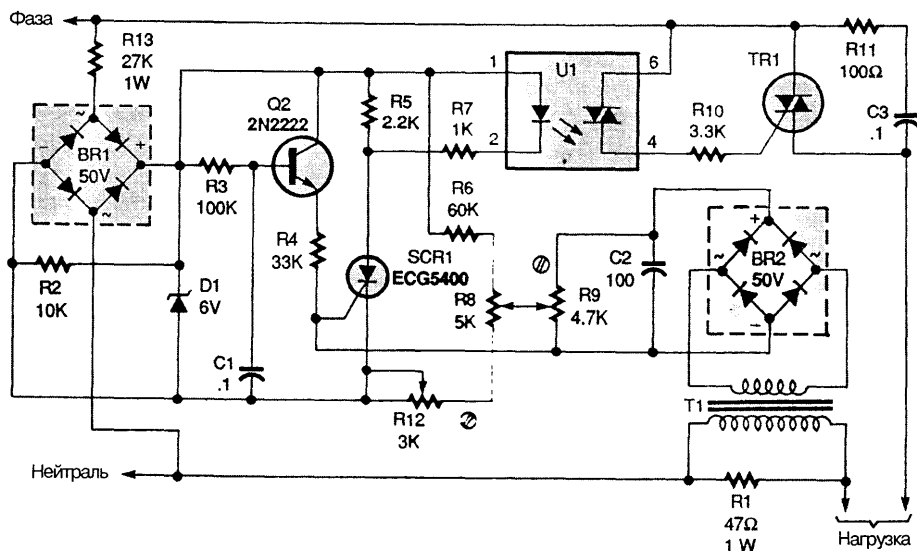 Фаза
R13
27K
1W
~
BR1
50V
~
-
+
R3
100K
Q2
2N2222
R5
2.2K
R7
1K
1
2
U1
6
4
R10
3.3K
TR1
R11
100Ω
C3
.1
R6
60K
R4
33K
SCR1
ECG5400
R2
10K
D1
6V
C1
.1
R8
5K
R9
4.7K
C2
100
+
~
BR2
50V
~
-
R12
3K
T1
Нейтраль
R1
47Ω
1 W
Нагрузка